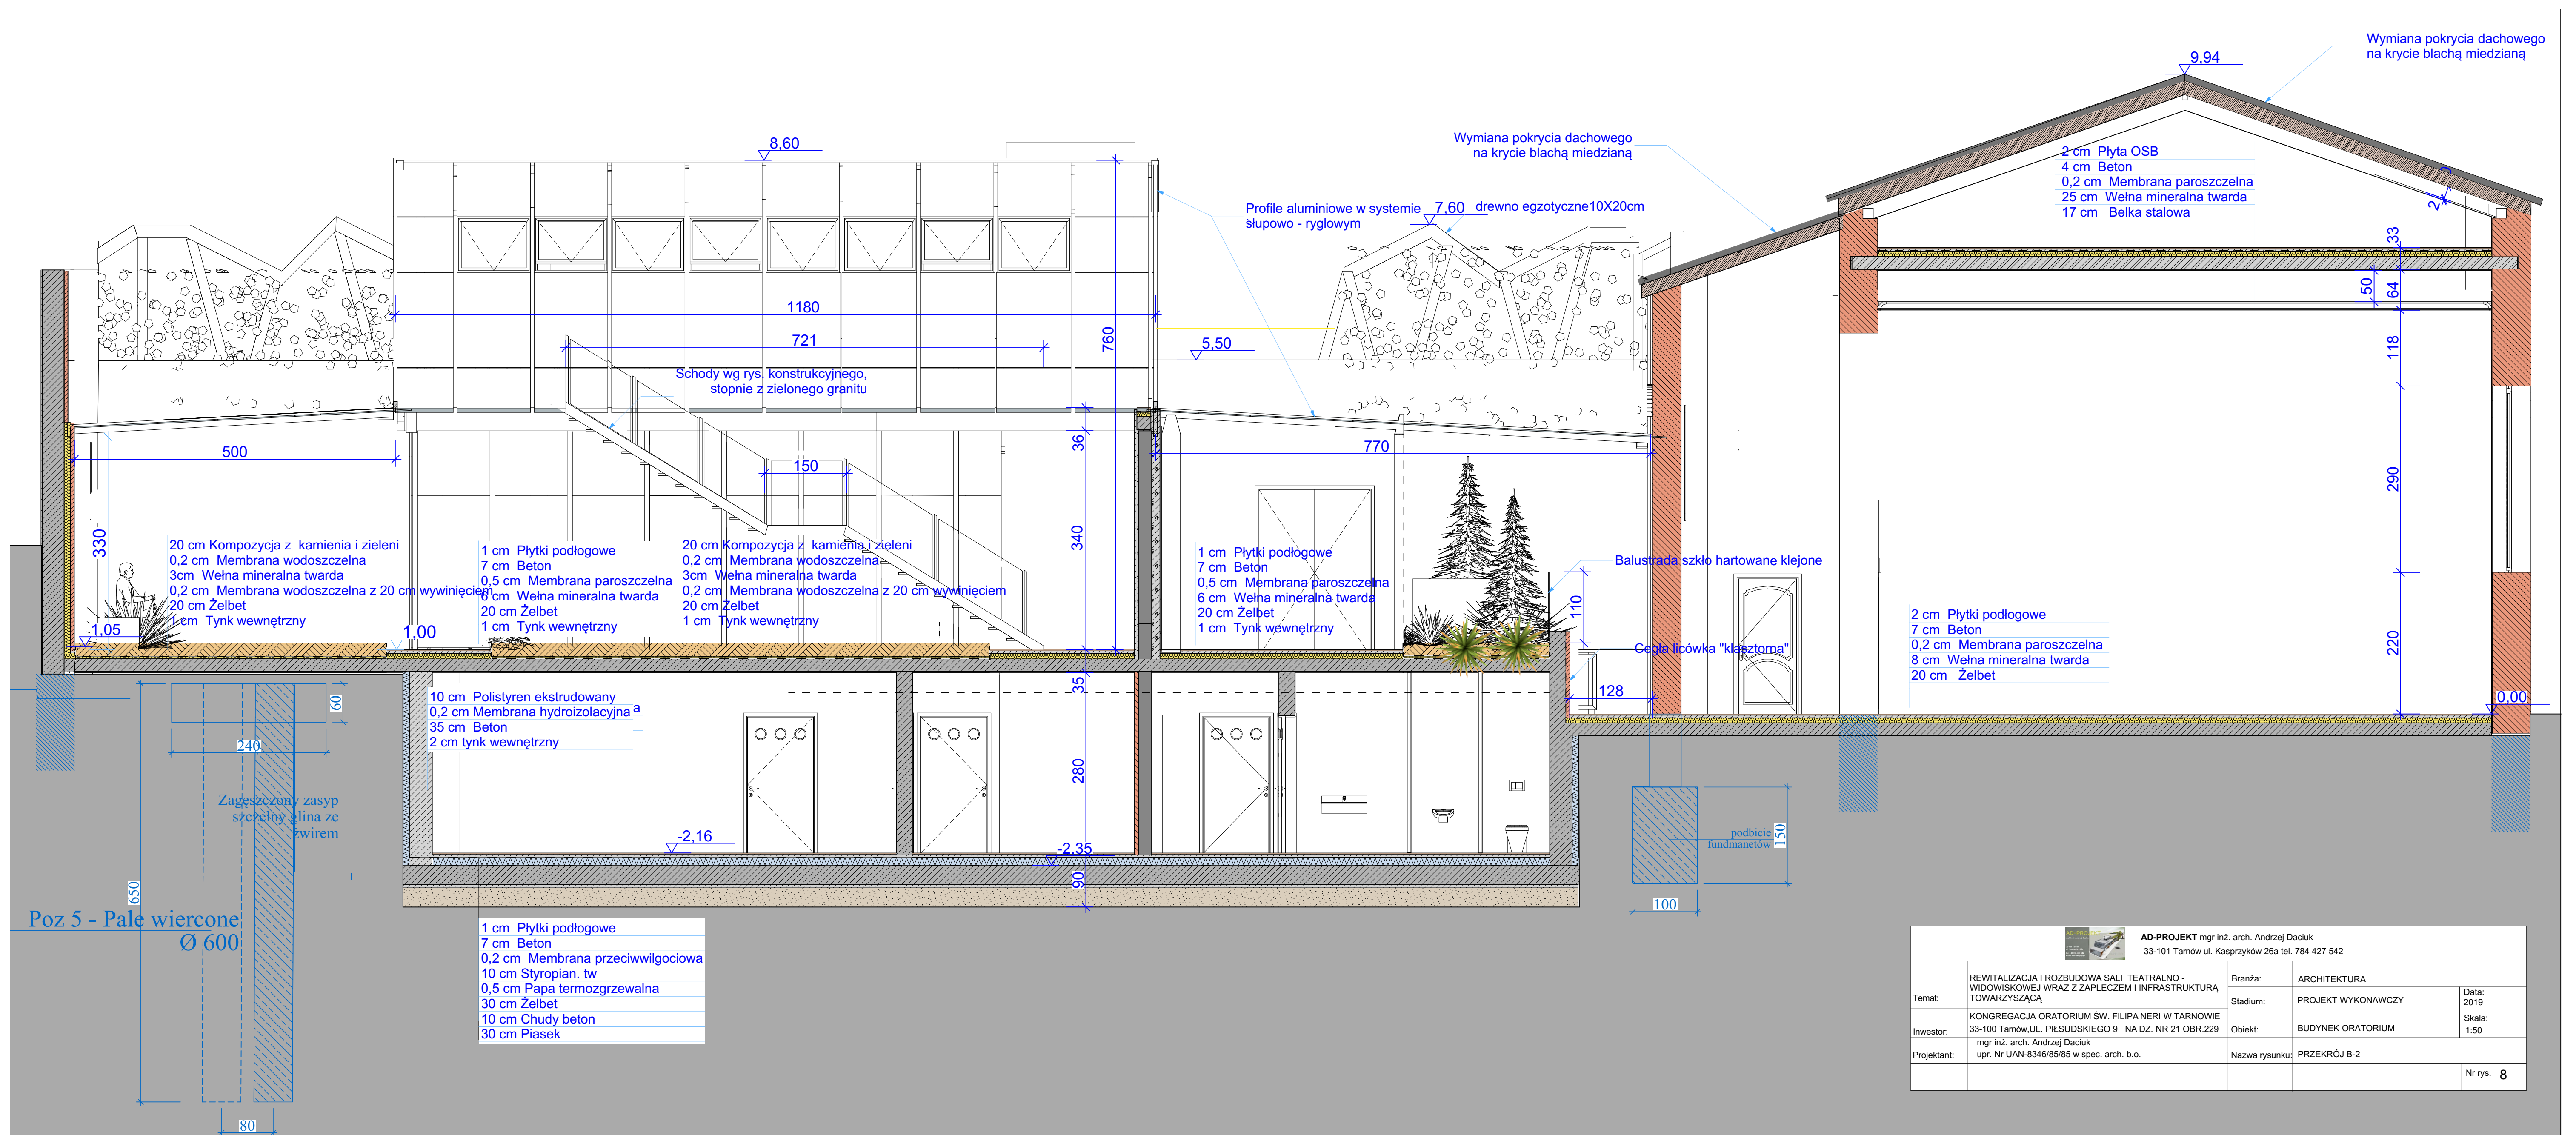 Wymiana pokrycia dachowego
na krycie blachą miedzianą
9,94
8,60
Wymiana pokrycia dachowego
na krycie blachą miedzianą
2 cm Płyta OSB
4 cm Beton
0,2 cm Membrana paroszczelna
25 cm Wełna mineralna twarda
17 cm Belka stalowa
Profile aluminiowe w systemie
słupowo - ryglowym
7,60
drewno egzotyczne10X20cm
33
50
64
1180
721
760
5,50
118
Schody wg rys. konstrukcyjnego,
stopnie z zielonego granitu
500
36
150
770
290
330
340
20 cm Kompozycja z kamienia i zieleni
0,2 cm Membrana wodoszczelna
3cm Wełna mineralna twarda
0,2 cm Membrana wodoszczelna z 20 cm wywinięciem
20 cm Żelbet
1 cm Tynk wewnętrzny
1 cm Płytki podłogowe
7 cm Beton
0,5 cm Membrana paroszczelna
6 cm Wełna mineralna twarda
20 cm Żelbet
1 cm Tynk wewnętrzny
20 cm Kompozycja z kamienia i zieleni
0,2 cm Membrana wodoszczelna
3cm Wełna mineralna twarda
0,2 cm Membrana wodoszczelna z 20 cm wywinięciem
20 cm Żelbet
1 cm Tynk wewnętrzny
1 cm Płytki podłogowe
7 cm Beton
0,5 cm Membrana paroszczelna
6 cm Wełna mineralna twarda
20 cm Żelbet
1 cm Tynk wewnętrzny
Balustrada szkło hartowane klejone
110
2 cm Płytki podłogowe
7 cm Beton
0,2 cm Membrana paroszczelna
8 cm Wełna mineralna twarda
20 cm Żelbet
220
1,05
1,00
Cegła licówka "klasztorna"
35
128
0,00
60
240
10 cm Polistyren ekstrudowany
0,2 cm Membrana hydroizolacyjna a
35 cm Beton
2 cm tynk wewnętrzny
280
Zagęszczony zasyp
szczelny glina ze
żwirem
-2,16
-2,35
90
podbicie
fundmanetów
150
100
650
Poz 5 - Pale wiercone
Ø 600
80
1 cm Płytki podłogowe
7 cm Beton
0,2 cm Membrana przeciwwilgociowa
10 cm Styropian. tw
0,5 cm Papa termozgrzewalna
30 cm Żelbet
10 cm Chudy beton
30 cm Piasek
AD-PROJEKT mgr inż. arch. Andrzej Daciuk
33-101 Tarnów ul. Kasprzyków 26a tel. 784 427 542
Temat:
REWITALIZACJA I ROZBUDOWA SALI TEATRALNO -
WIDOWISKOWEJ WRAZ Z ZAPLECZEM I INFRASTRUKTURĄ
TOWARZYSZĄCĄ
Branża: ARCHITEKTURA
Stadium: PROJEKT WYKONAWCZY
Data:
2019
Inwestor:
KONGREGACJA ORATORIUM ŚW. FILIPA NERI W TARNOWIE
33-100 Tarnów,UL. PIŁSUDSKIEGO 9 NA DZ. NR 21 OBR.229
Obiekt: BUDYNEK ORATORIUM
Skala:
1:50
Projektant:
mgr inż. arch. Andrzej Daciuk
upr. Nr UAN-8346/85/85 w spec. arch. b.o.
Nazwa rysunku: PRZEKRÓJ B-2
Nr rys. 8